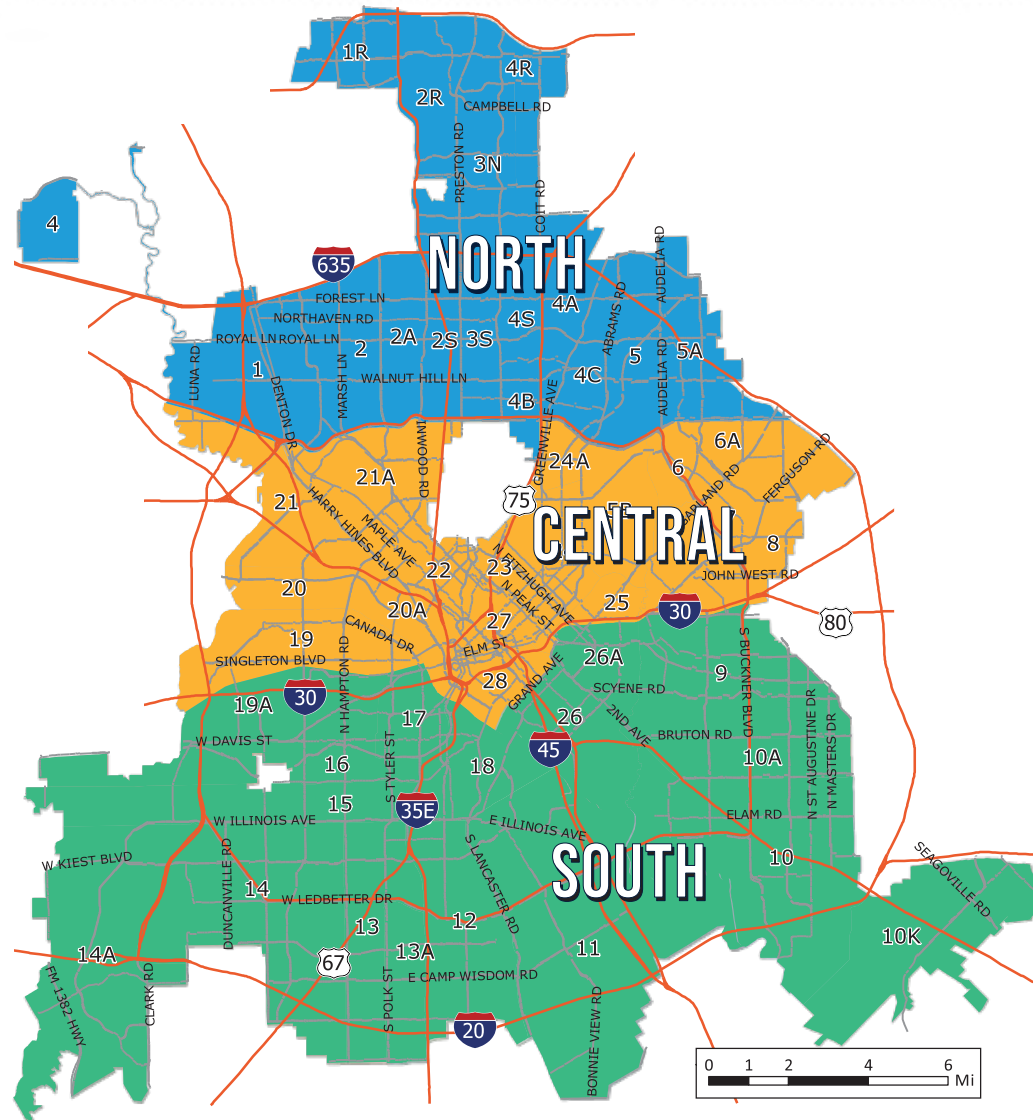 1R
4R
2R
CAMPBELL RD
PRESTON RD
3N
COIT RD
4
NORTH
AUDELIA RD
635
FOREST LN
4A
NORTHAVEN RD
4S
ABRAMS RD
ROYAL LN
ROYAL LN
2A
2S
3S
2
5
5A
LUNA RD
1
MARSH LN
WALNUT HILL LN
4C
AUDELIA RD
DENTON DR
4B
GREENVILLE AVE
INWOOD RD
6A
24A
6
FERGUSON RD
21A
75
21
HARRY HINES BLVD
MAPLE AVE
CENTRAL
8
N FITZHUGH AVE
22
23
JOHN WEST RD
20
N PEAK ST
20A
25
30
80
27
19
CANADA DR
ELM ST
SINGLETON BLVD
N HAMPTON RD
26A
S BUCKNER BLVD
28
GRAND AVE
SCYENE RD
9
30
19A
17
26
2ND AVE
BRUTON RD
N ST AUGUSTINE DR
N MASTERS DR
W DAVIS ST
45
16
S TYLER ST
18
10A
15
35E
W ILLINOIS AVE
E ILLINOIS AVE
ELAM RD
W KIEST BLVD
SOUTH
10
S LANCASTER RD
DUNCANVILLE RD
14
W LEDBETTER DR
SEAGOVILLE RD
13
12
10K
14A
13A
11
67
E CAMP WISDOM RD
FM 1382 HWY
CLARK RD
S POLK ST
20
BONNIE VIEW RD
0 1 2 4 6
Mi